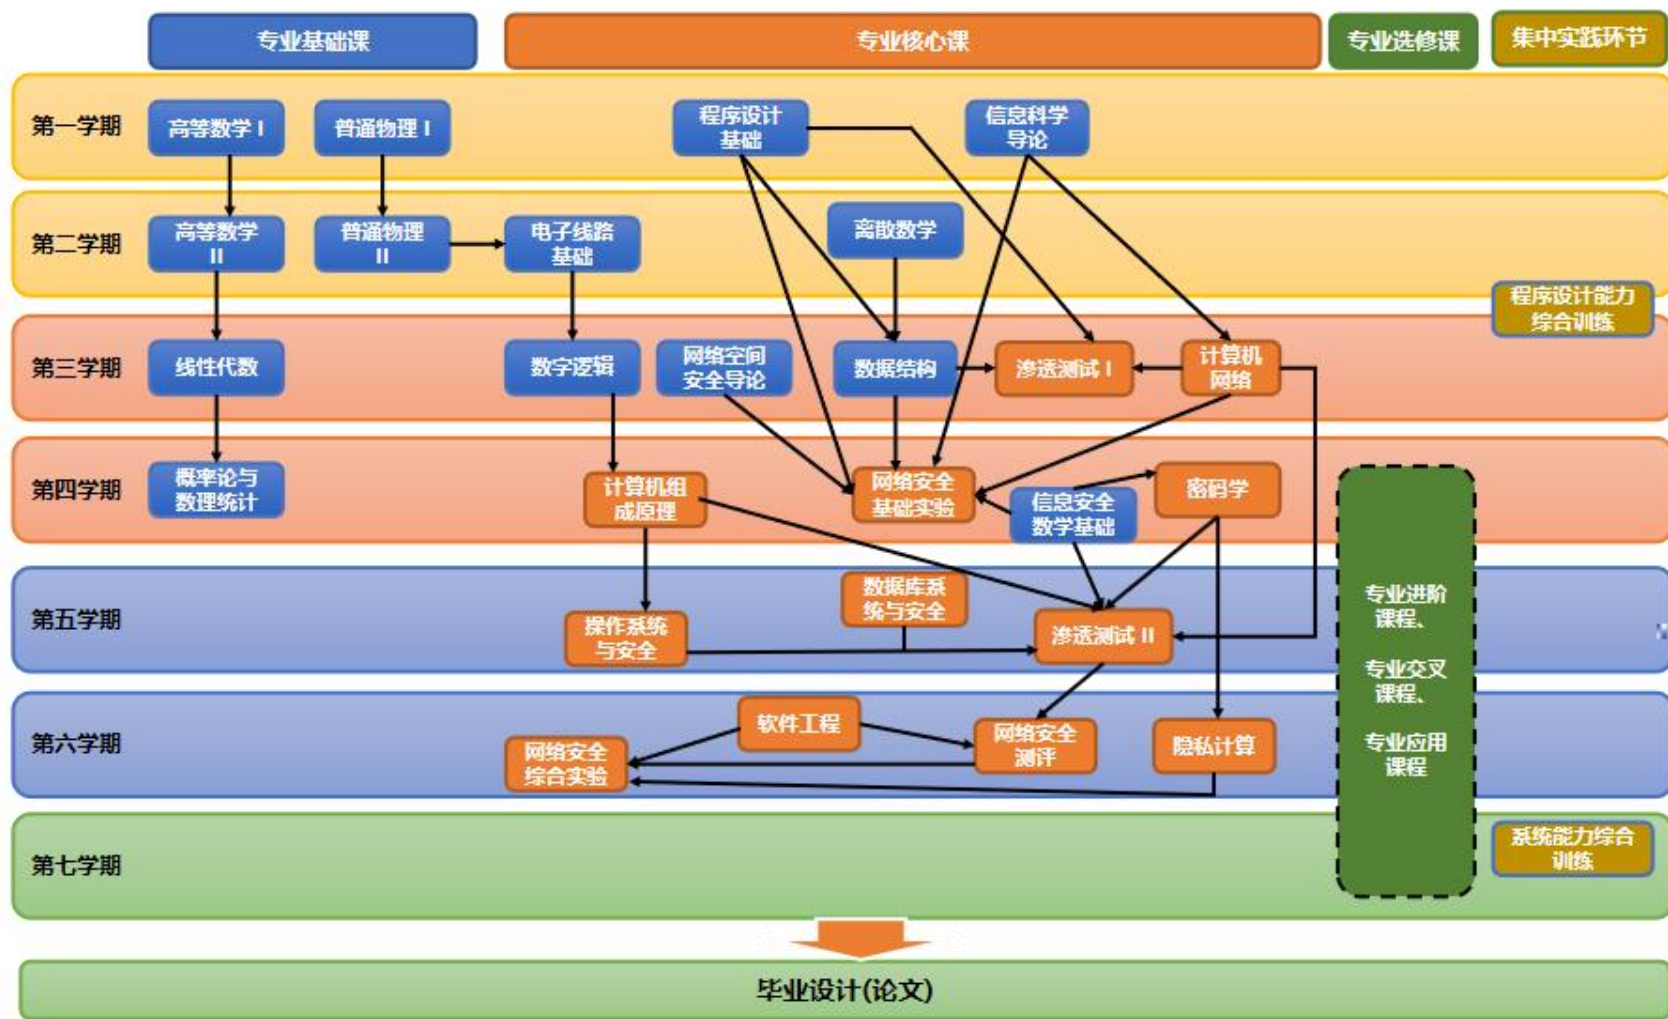 专业基础课
专业核心课
专业选修课
集中实践环节
第一学期
高等数学 I
普通物理 I
程序设计
基础
信息科学
导论
第二学期
高等数学
II
普通物理
II
电子线路
基础
离散数学
程序设计能力
综合训练
第三学期
线性代数
数字逻辑
网络空间
安全导论
数据结构
渗透测试 I
计算机
网络
第四学期
概率论与
数理统计
计算机组
成原理
网络安全
基础实验
信息安全
数学基础
密码学
第五学期
操作系统
与安全
数据库系
统与安全
渗透测试 II
专业进阶
课程、
专业交叉
课程、
专业应用
课程
第六学期
网络安全
综合实验
软件工程
网络安全
测评
隐私计算
第七学期
系统能力综合
训练
毕业设计(论文)